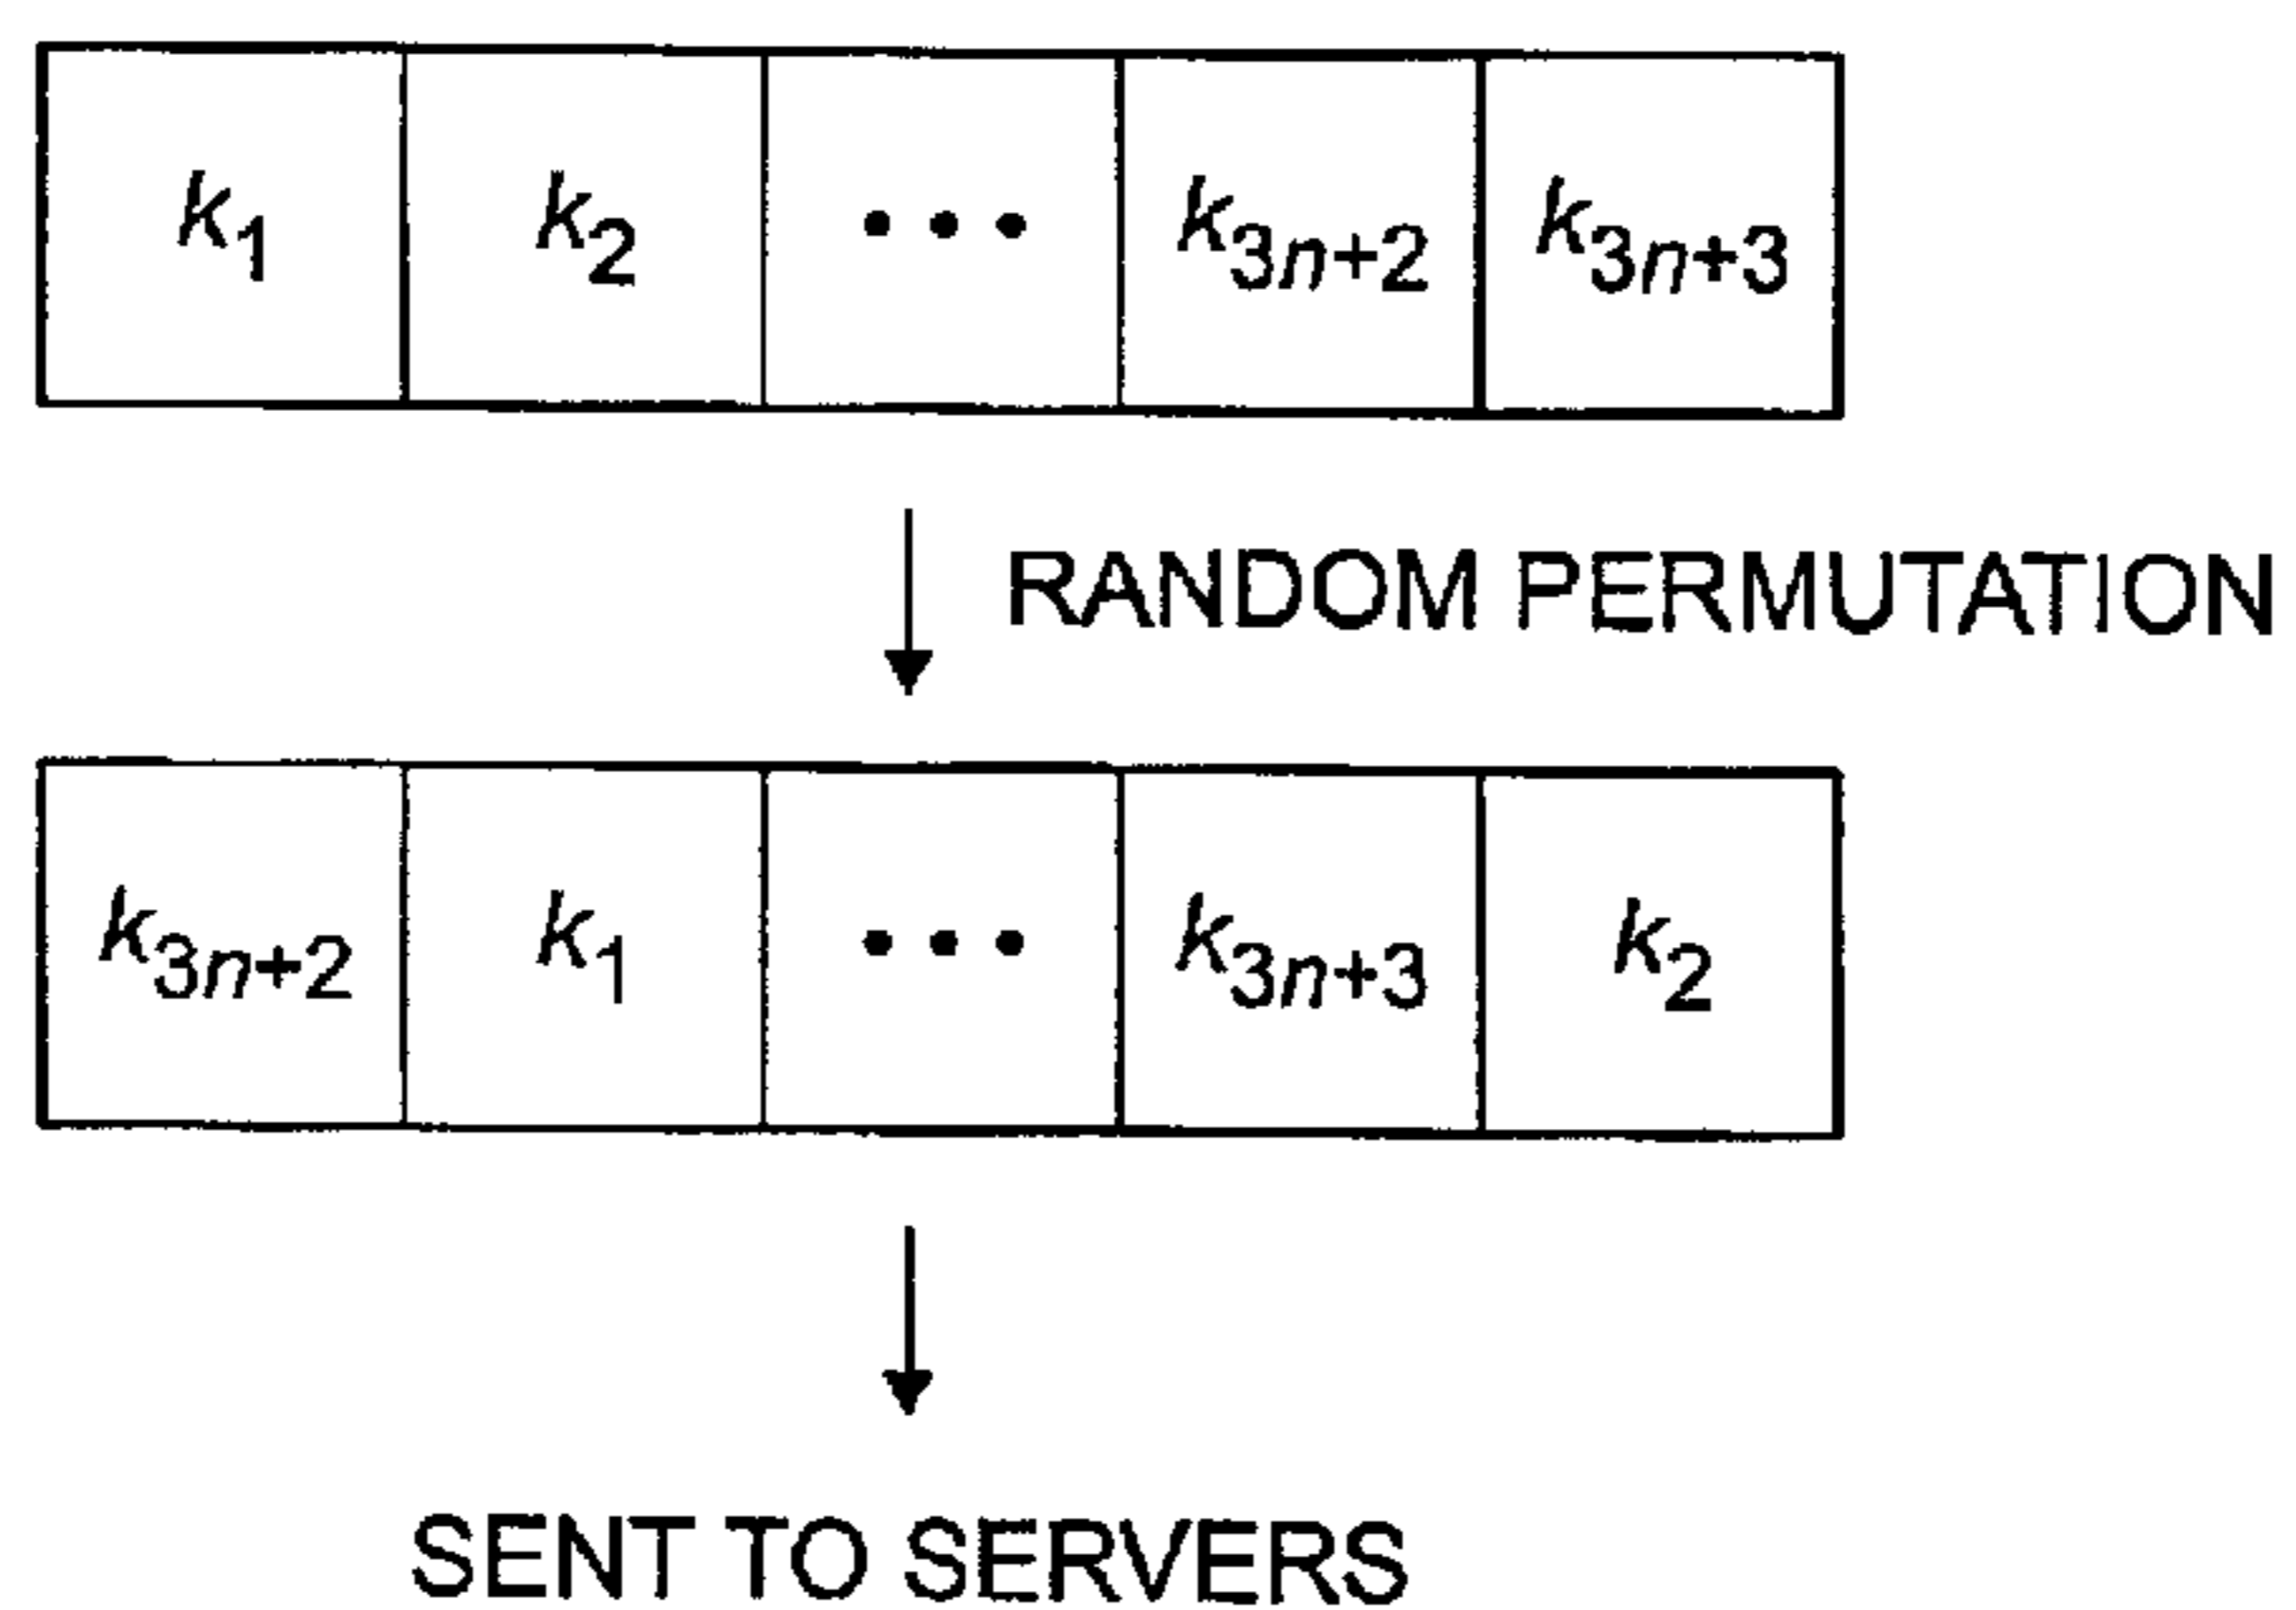 k1 k2 ••• k3n+2 k3n+3
RANDOM PERMUTATION
k3n+2 k1 ••• k3n+3 k2
SENT TO SERVERS